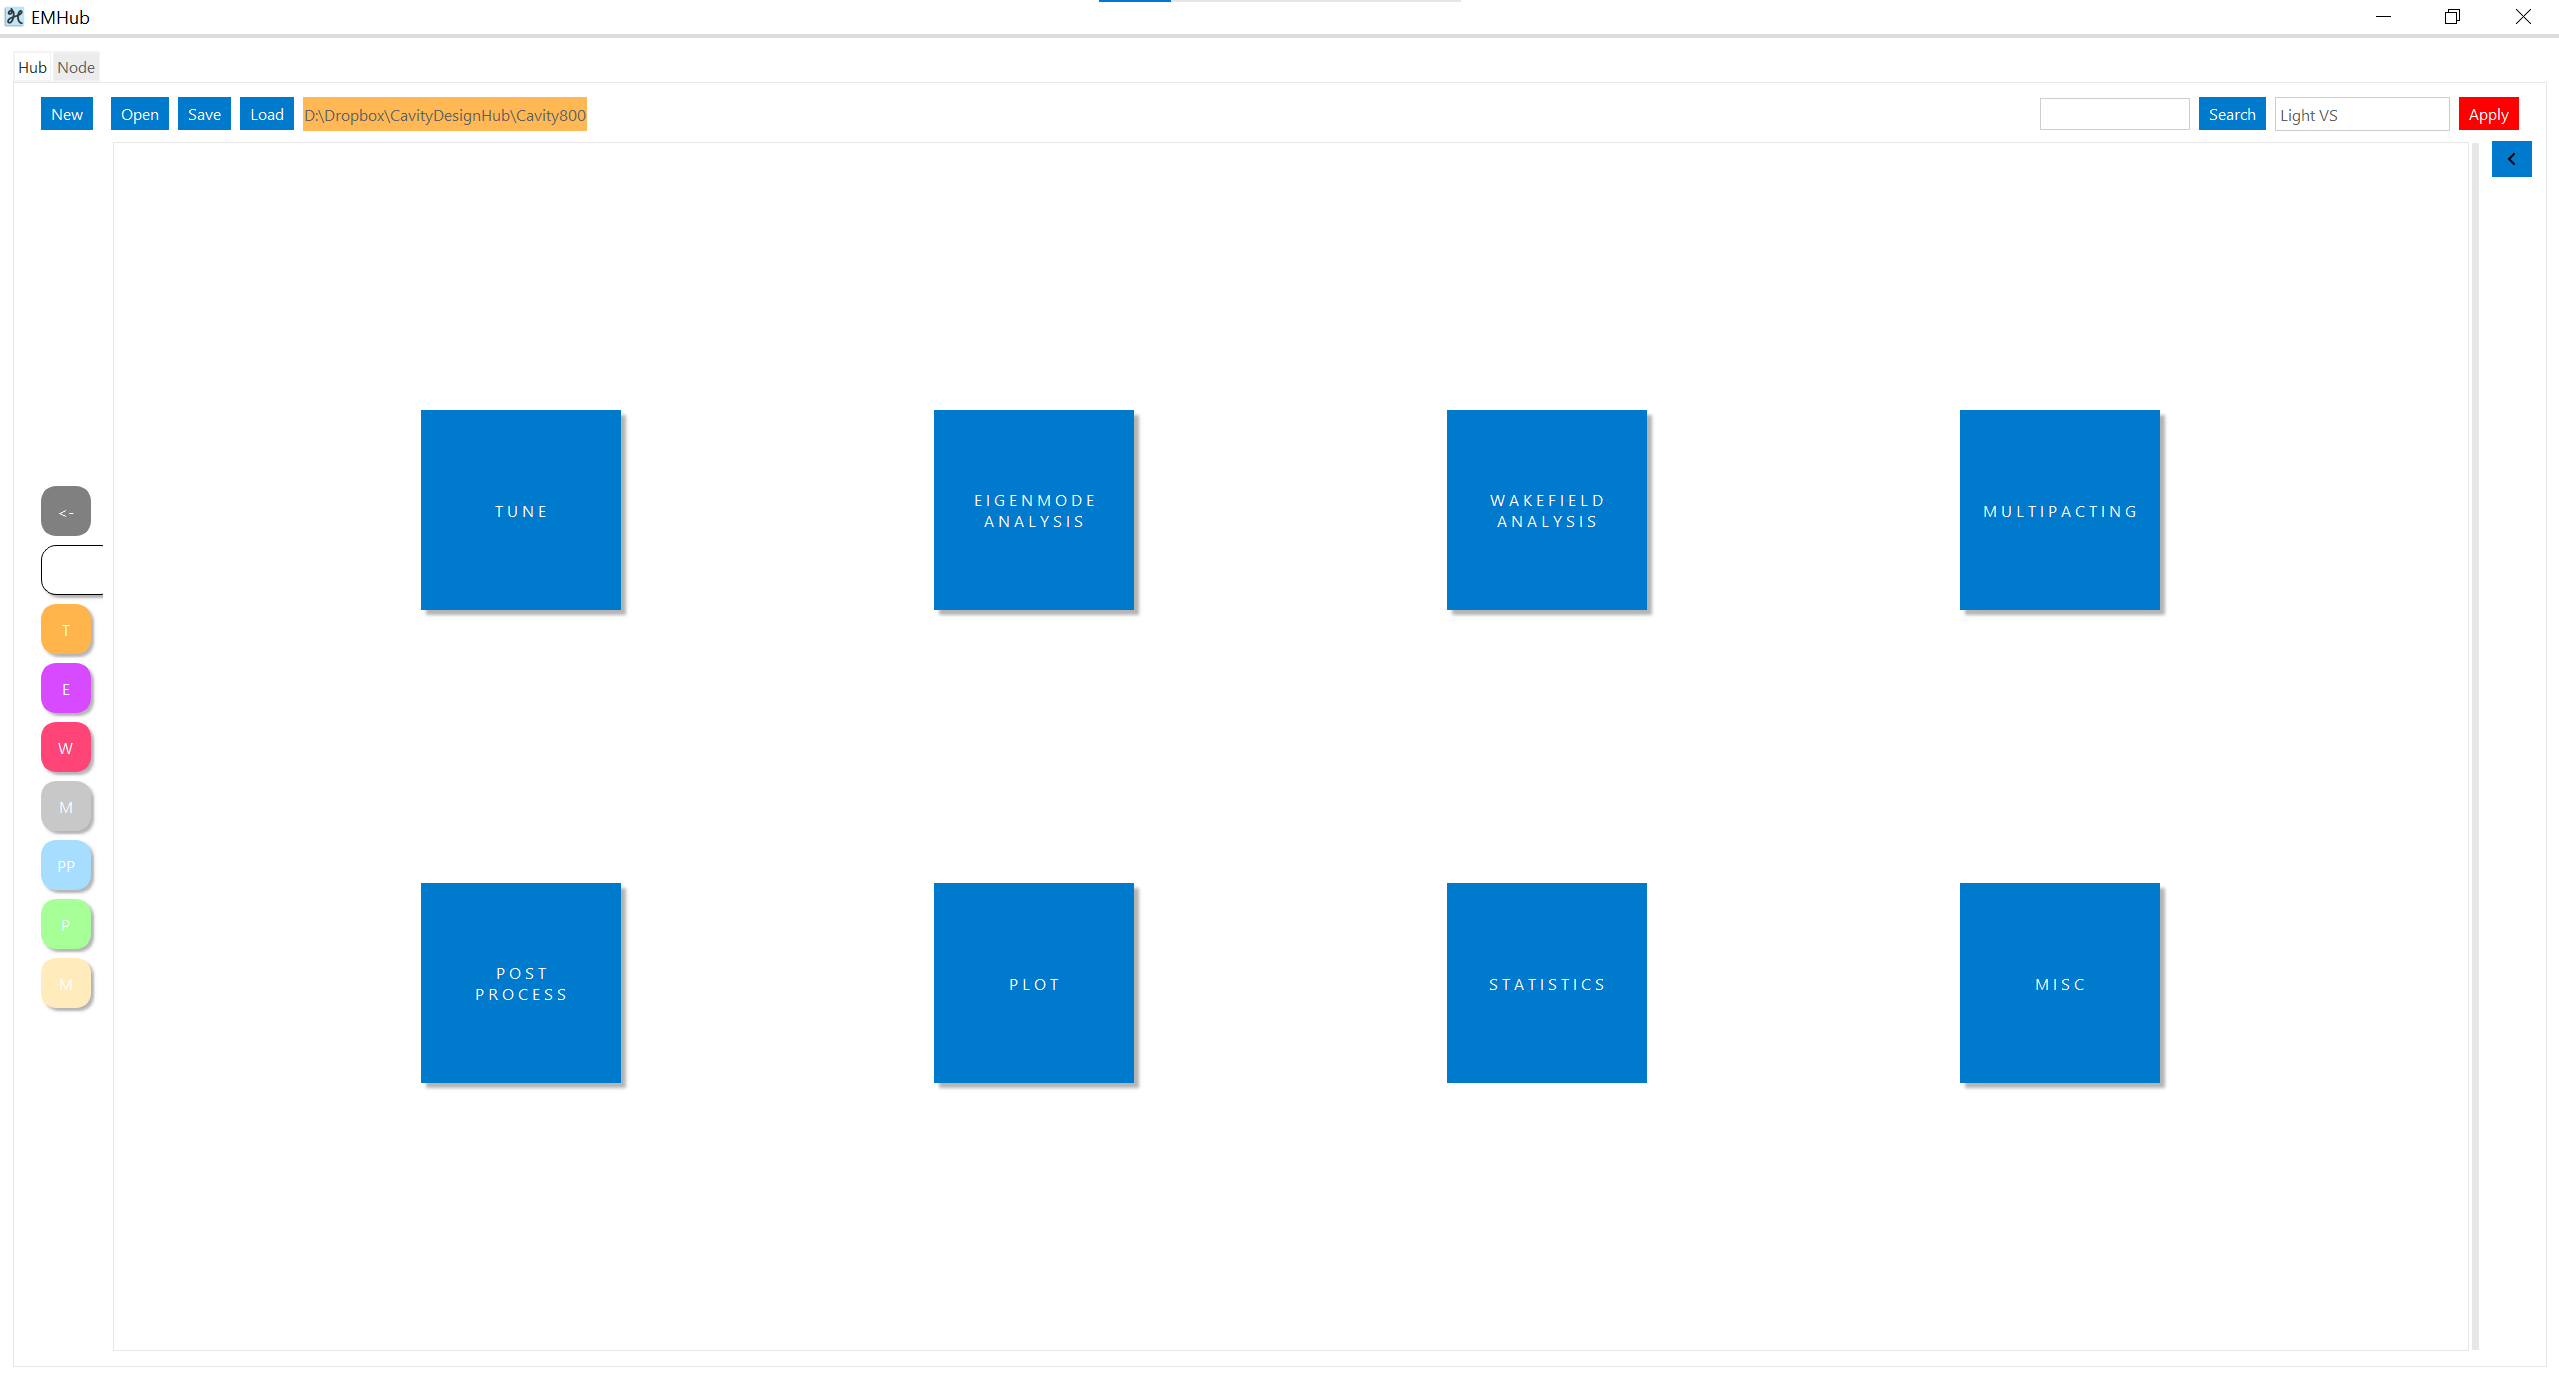 EMHub
Hub Node
New Open Save Load D:\Dropbox\CavityDesignHub\Cavity800 Search Light VS Apply
TUNE
EIGENMODE
ANALYSIS
WAKEFIELD
ANALYSIS
MULTIPACTING
<-
T
E
W
M
PP
P
M
POST
PROCESS
PLOT
STATISTICS
MISC